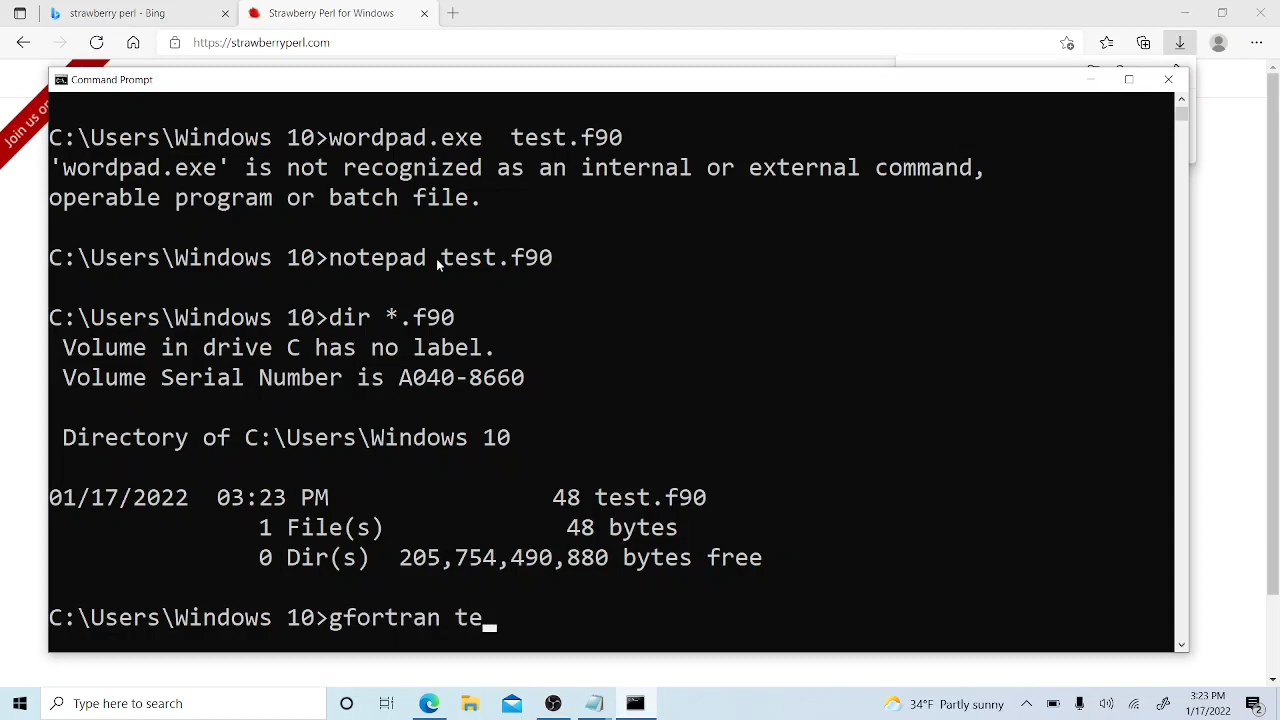 strawberry perl - Bing
Strawberry Perl for Windows
https://strawberryperl.com
Join us on
Command Prompt
C:\Users\Windows 10>wordpad.exe  test.f90
'wordpad.exe' is not recognized as an internal or external command,
operable program or batch file.
C:\Users\Windows 10>notepad test.f90
C:\Users\Windows 10>dir *.f90
Volume in drive C has no label.
Volume Serial Number is A040-8660
Directory of C:\Users\Windows 10
01/17/2022  03:23 PM                48 test.f90
1 File(s)             48 bytes
0 Dir(s)  205,754,490,880 bytes free
C:\Users\Windows 10>gfortran te
Type here to search
34°F Partly sunny
3:23 PM
1/17/2022
2